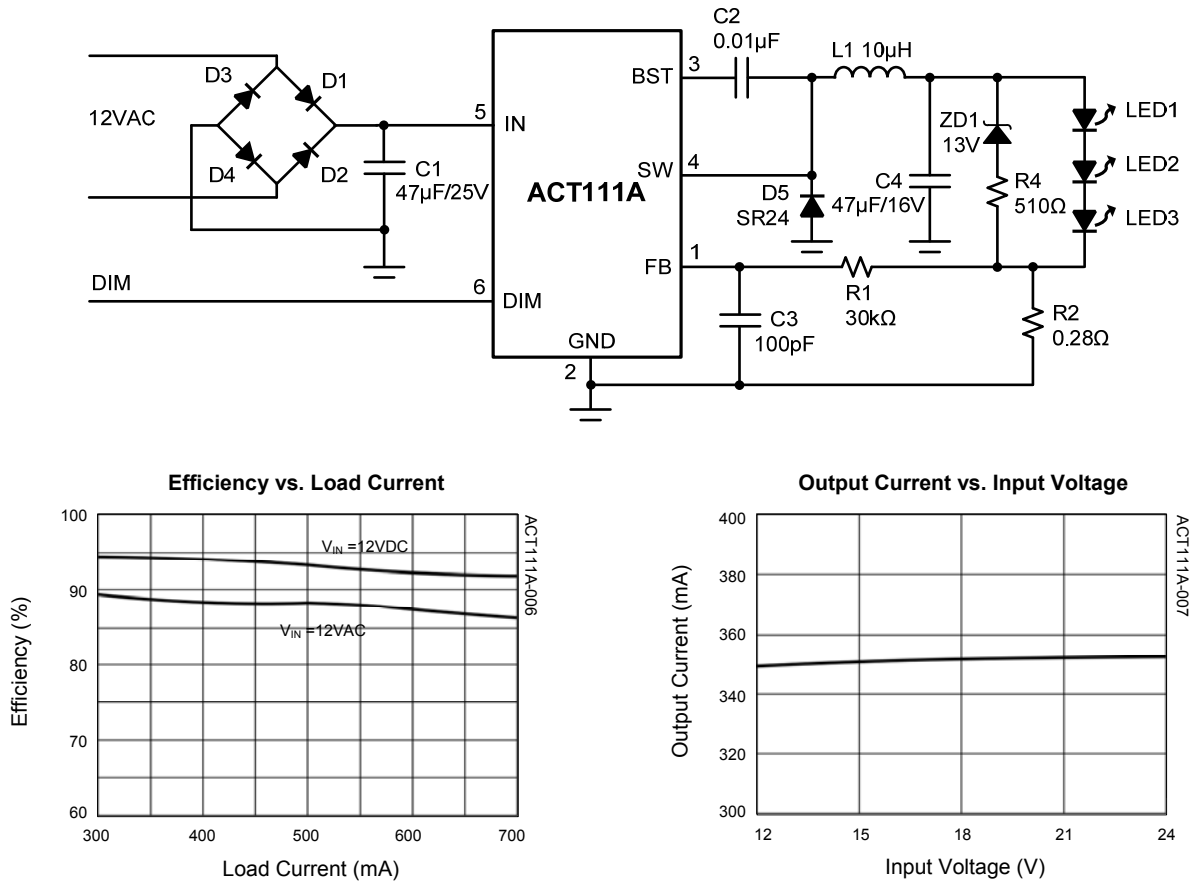 12VAC
D3
D1
D4
D2
C1
47µF/25V
DIM
5
IN
6
DIM
ACT111A
GND
2
BST
3
SW
4
FB
1
C2
0.01µF
L1 10µH
D5
SR24
C4
47µF/16V
ZD1
13V
R4
510Ω
LED1
LED2
LED3
R1
30kΩ
C3
100pF
R2
0.28Ω
Efficiency vs. Load Current
Efficiency (%)
100
90
80
70
60
VIN =12VDC
VIN =12VAC
300
400
500
600
700
Load Current (mA)
ACT111A-006
Output Current vs. Input Voltage
Output Current (mA)
400
380
360
340
320
300
12
15
18
21
24
Input Voltage (V)
ACT111A-007